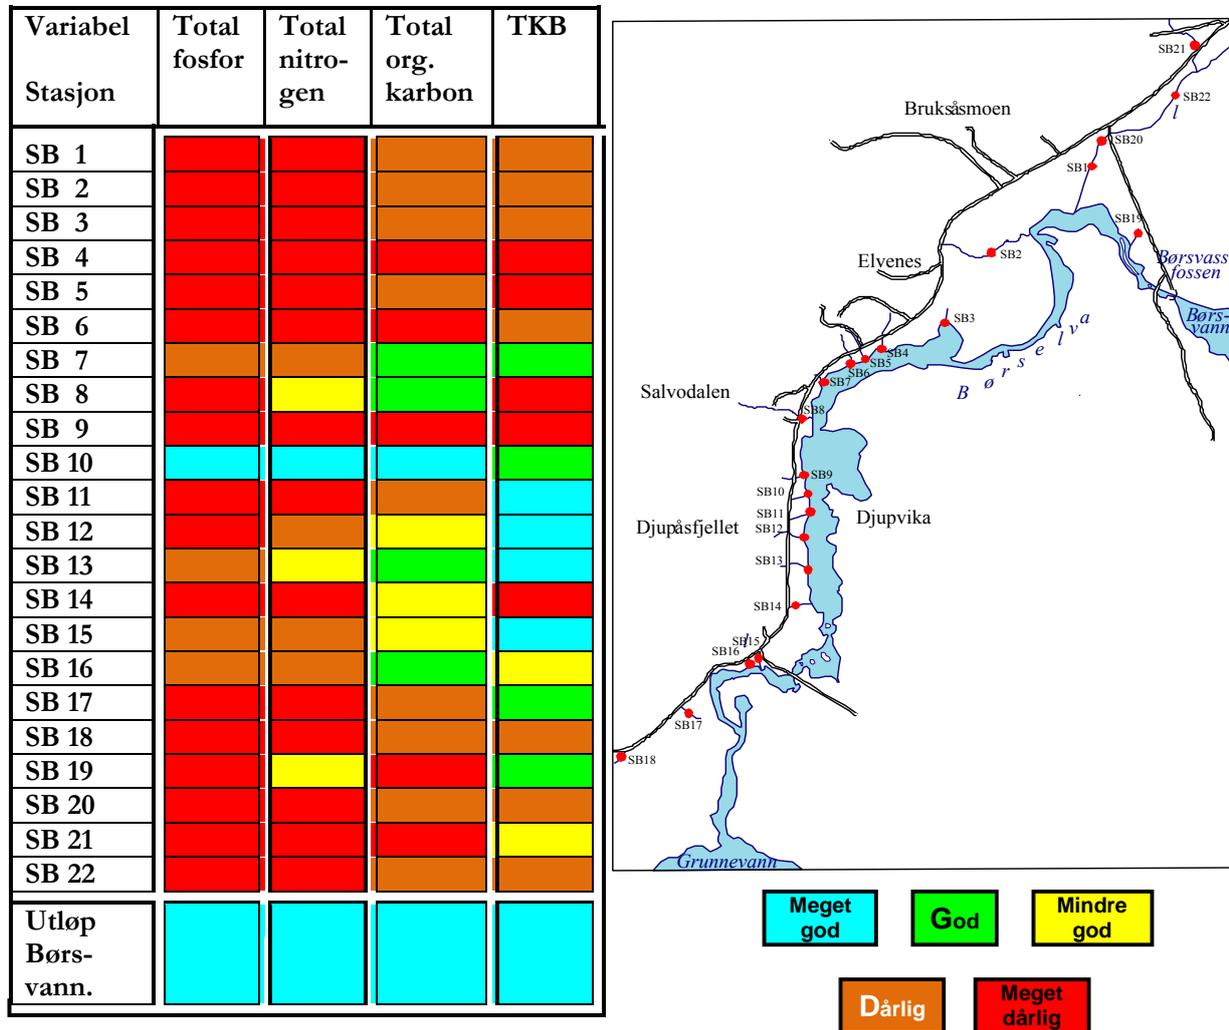 Variabel Total Total Total TKB
fosfor nitro- org.
Stasjon gen karbon
SB 1
SB 2
SB 3
SB 4
SB 5
SB 6
SB 7
SB 8
SB 9
SB 10
SB 11
SB 12
SB 13
SB 14
SB 15
SB 16
SB 17
SB 18
SB 19
SB 20
SB 21
SB 22
Utløp
Børs-
vann.
SB21
SB22
Bruksåsmoen
l
SB20
SB1
SB19
SB2
Børsvass
fossen
Elvenes
Børs-
vann
SB3
SB4
SB5
SB6
SB7
Børselva
Salvodalen
SB8
SB9
SB10
SB11
Djupvika
Djupåsfjellet
SB12
SB13
SB14
SB15
SB16
SB17
SB18
Grunnevann
Meget
god
God
Mindre
god
Dårlig
Meget
dårlig